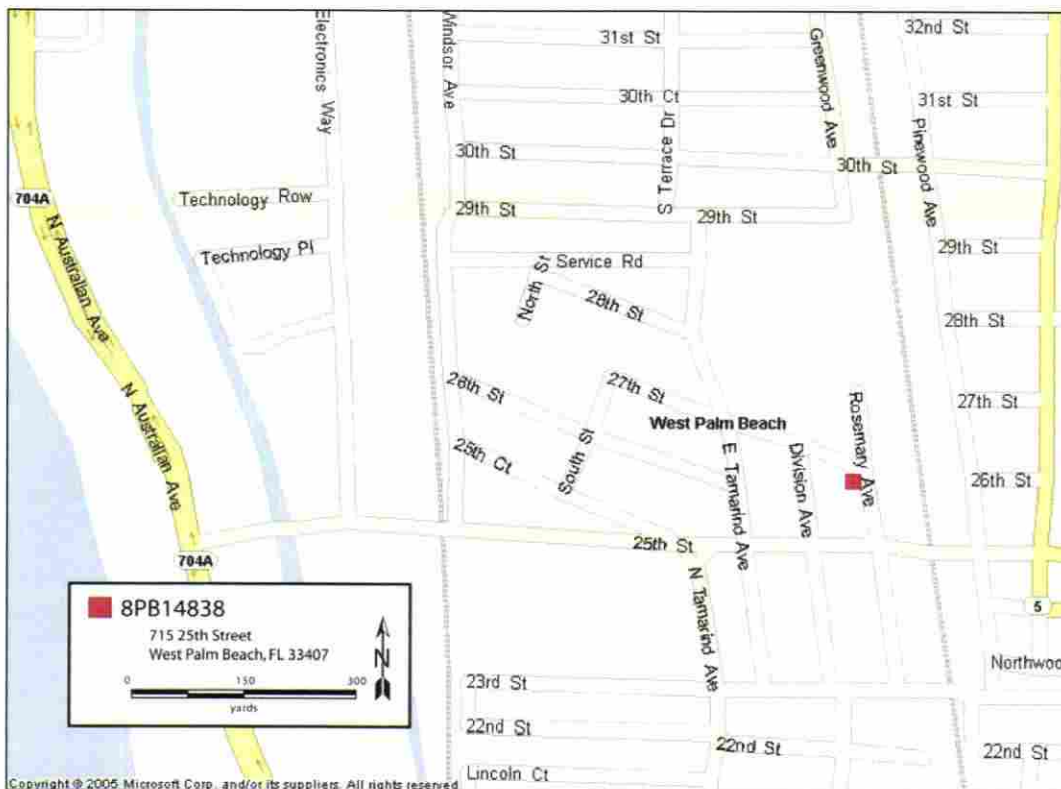 Electronics Way
Windsor Ave
31st St
Greenwood Ave
32nd St
30th Ct
S Terrace Dr
31st St
Pinewood Ave
30th St
30th St
704A
Technology Row
29th St
29th St
N Australian Ave
Technology Pl
Service Rd
29th St
North St
28th St
28th St
N Australian Ave
26th St
27th St
West Palm Beach
Rosemary Ave
27th St
25th Ct
South St
E Tamarind Ave
Division Ave
26th St
25th St
704A
N Tamarind Ave
5
8PB14838
715 25th Street
West Palm Beach, FL 33407
N
0 150 300
yards
23rd St
Northwoo
22nd St
22nd St
22nd St
Lincoln Ct
Copyright © 2005 Microsoft Corp. and/or its suppliers. All rights reserved